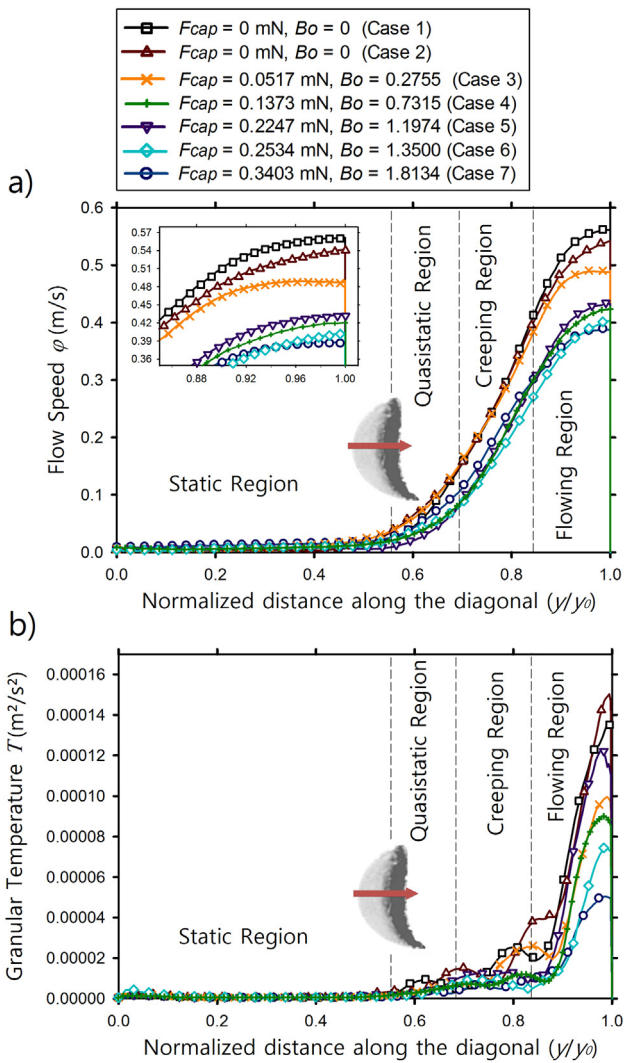 Fcap = 0 mN, Bo = 0 (Case 1)
Fcap = 0 mN, Bo = 0 (Case 2)
Fcap = 0.0517 mN, Bo = 0.2755 (Case 3)
Fcap = 0.1373 mN, Bo = 0.7315 (Case 4)
Fcap = 0.2247 mN, Bo = 1.1974 (Case 5)
Fcap = 0.2534 mN, Bo = 1.3500 (Case 6)
Fcap = 0.3403 mN, Bo = 1.8134 (Case 7)
a)
Flow Speed φ (m/s)
0.6
0.5
0.4
0.3
0.2
0.1
0.0
0.57
0.54
0.51
0.48
0.45
0.42
0.39
0.36
0.88 0.92 0.96 1.00
Static Region
Quasistatic Region
Creeping Region
Flowing Region
0.0 0.2 0.4 0.6 0.8 1.0
Normalized distance along the diagonal (y/y₀)
b)
Granular Temperature T (m²/s²)
0.00016
0.00014
0.00012
0.00010
0.00008
0.00006
0.00004
0.00002
0.00000
Static Region
Quasistatic Region
Creeping Region
Flowing Region
0.0 0.2 0.4 0.6 0.8 1.0
Normalized distance along the diagonal (y/y₀)